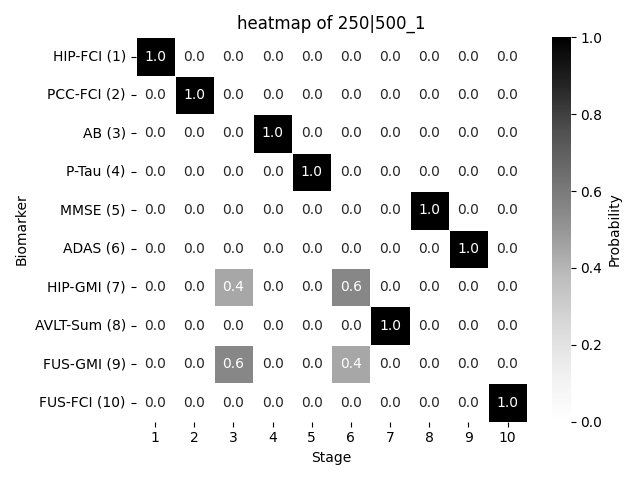 heatmap of 250|500_1
HIP-FCI (1) 1.0 0.0 0.0 0.0 0.0 0.0 0.0 0.0 0.0 0.0
PCC-FCI (2) 0.0 1.0 0.0 0.0 0.0 0.0 0.0 0.0 0.0 0.0
AB (3) 0.0 0.0 0.0 1.0 0.0 0.0 0.0 0.0 0.0 0.0
P-Tau (4) 0.0 0.0 0.0 0.0 1.0 0.0 0.0 0.0 0.0 0.0
MMSE (5) 0.0 0.0 0.0 0.0 0.0 0.0 0.0 1.0 0.0 0.0
ADAS (6) 0.0 0.0 0.0 0.0 0.0 0.0 0.0 0.0 1.0 0.0
HIP-GMI (7) 0.0 0.0 0.4 0.0 0.0 0.6 0.0 0.0 0.0 0.0
AVLT-Sum (8) 0.0 0.0 0.0 0.0 0.0 0.0 1.0 0.0 0.0 0.0
FUS-GMI (9) 0.0 0.0 0.6 0.0 0.0 0.4 0.0 0.0 0.0 0.0
FUS-FCI (10) 0.0 0.0 0.0 0.0 0.0 0.0 0.0 0.0 0.0 1.0
1 2 3 4 5 6 7 8 9 10
Stage
Biomarker
1.0
0.8
0.6
0.4
0.2
0.0
Probability